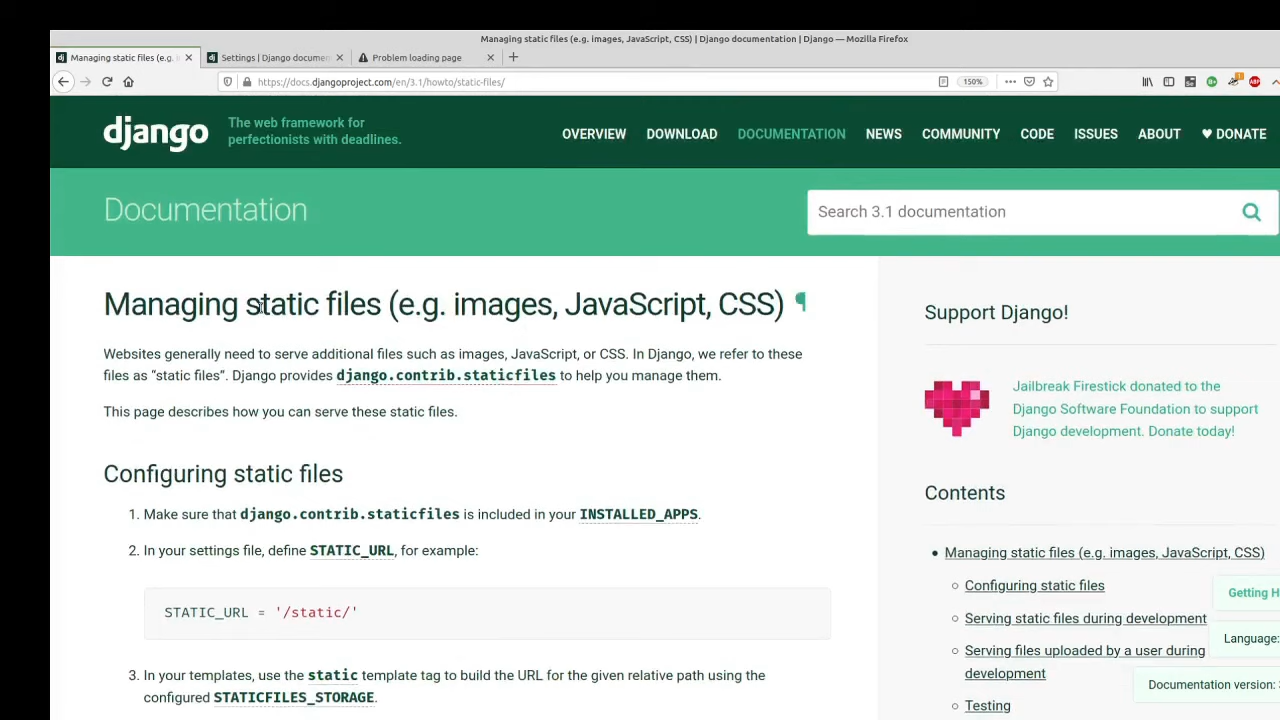 Managing static files (e.g. images, JavaScript, CSS) | Django documentation | Django — Mozilla Firefox
Managing static files (e.g. i
Settings | Django documen
Problem loading page
https://docs.djangoproject.com/en/3.1/howto/static-files/
150%
django
The web framework for
perfectionists with deadlines.
OVERVIEW DOWNLOAD DOCUMENTATION NEWS COMMUNITY CODE ISSUES ABOUT ♥ DONATE
Documentation
Search 3.1 documentation
Managing static files (e.g. images, JavaScript, CSS) ¶
Websites generally need to serve additional files such as images, JavaScript, or CSS. In Django, we refer to these
files as “static files”. Django provides django.contrib.staticfiles to help you manage them.
This page describes how you can serve these static files.
Configuring static files
1. Make sure that django.contrib.staticfiles is included in your INSTALLED_APPS.
2. In your settings file, define STATIC_URL, for example:
STATIC_URL = '/static/'
3. In your templates, use the static template tag to build the URL for the given relative path using the
configured STATICFILES_STORAGE.
Support Django!
Jailbreak Firestick donated to the
Django Software Foundation to support
Django development. Donate today!
Contents
Managing static files (e.g. images, JavaScript, CSS)
Configuring static files
Serving static files during development
Serving files uploaded by a user during
development
Testing
Getting H
Language:
Documentation version: